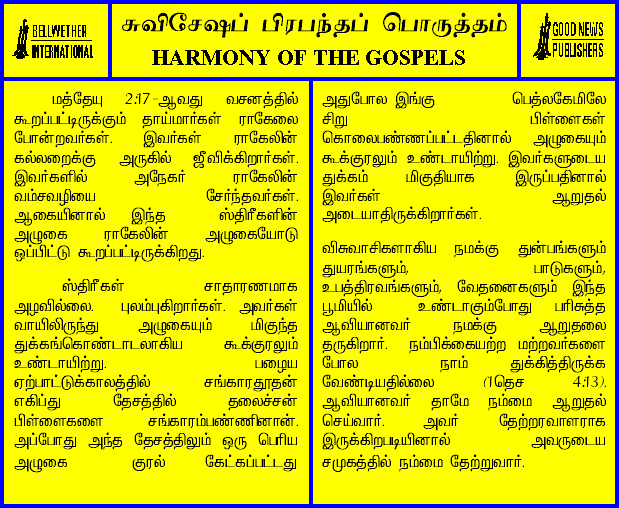 BELLWETHER
INTERNATIONAL
சுவிசேஷப் பிரபந்தப் பொருத்தம்
HARMONY OF THE GOSPELS
GOOD NEWS
PUBLISHERS
மத்தேயு 2:17-ஆவது வசனத்தில்
கூறப்பட்டிருக்கும் தாய்மார்கள் ராகேலை
போன்றவர்கள். இவர்கள் ராகேலின்
கல்லறைக்கு அருகில் ஜீவிக்கிறார்கள்.
இவர்களில் அநேகர் ராகேலின்
வம்சவழியை சேர்ந்தவர்கள்.
ஆகையினால் இந்த ஸ்திரீகளின்
அழுகை ராகேலின் அழுகையோடு
ஒப்பிட்டு கூறப்பட்டிருக்கிறது.
ஸ்திரீகள் சாதாரணமாக
அழவில்லை. புலம்புகிறார்கள். அவர்கள்
வாயிலிருந்து அழுகையும் மிகுந்த
துக்கங்கொண்டாடலாகிய கூக்குரலும்
உண்டாயிற்று. பழைய
ஏற்பாட்டுக்காலத்தில் சங்காரதூதன்
எகிப்து தேசத்தில் தலைச்சன்
பிள்ளைகளை சங்காரம்பண்ணினான்.
அப்போது அந்த தேசத்திலும் ஒரு பெரிய
அழுகை குரல் கேட்கப்பட்டது
அதுபோல இங்கு பெத்லகேமிலே
சிறு பிள்ளைகள்
கொலைபண்ணப்பட்டதினால் அழுகையும்
கூக்குரலும் உண்டாயிற்று. இவர்களுடைய
துக்கம் மிகுதியாக இருப்பதினால்
இவர்கள் ஆறுதல்
அடையாதிருக்கிறார்கள்.
விசுவாசிகளாகிய நமக்கு துன்பங்களும்
துயரங்களும், பாடுகளும்,
உபத்திரவங்களும், வேதனைகளும் இந்த
பூமியில் உண்டாகும்போது பரிசுத்த
ஆவியானவர் நமக்கு ஆறுதலை
தருகிறார். நம்பிக்கையற்ற மற்றவர்களை
போல நாம் துக்கித்திருக்க
வேண்டியதில்லை (1தெச 4:13).
ஆவியானவர் தாமே நம்மை ஆறுதல்
செய்வார். அவர் தேற்றரவாளராக
இருக்கிறபடியினால் அவருடைய
சமுகத்தில் நம்மை தேற்றுவார்.